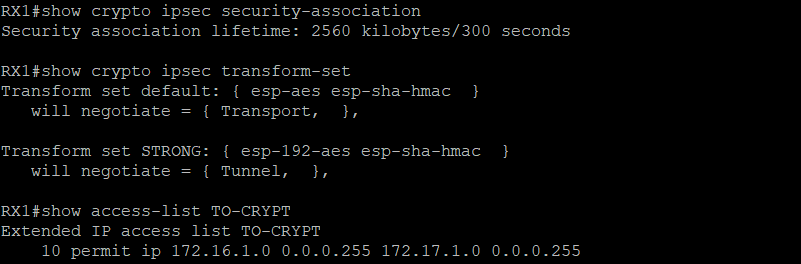 RX1#show crypto ipsec security-association
Security association lifetime: 2560 kilobytes/300 seconds
RX1#show crypto ipsec transform-set
Transform set default: { esp-aes esp-sha-hmac  }
   will negotiate = { Transport,  },
Transform set STRONG: { esp-192-aes esp-sha-hmac  }
   will negotiate = { Tunnel,  },
RX1#show access-list TO-CRYPT
Extended IP access list TO-CRYPT
    10 permit ip 172.16.1.0 0.0.0.255 172.17.1.0 0.0.0.255